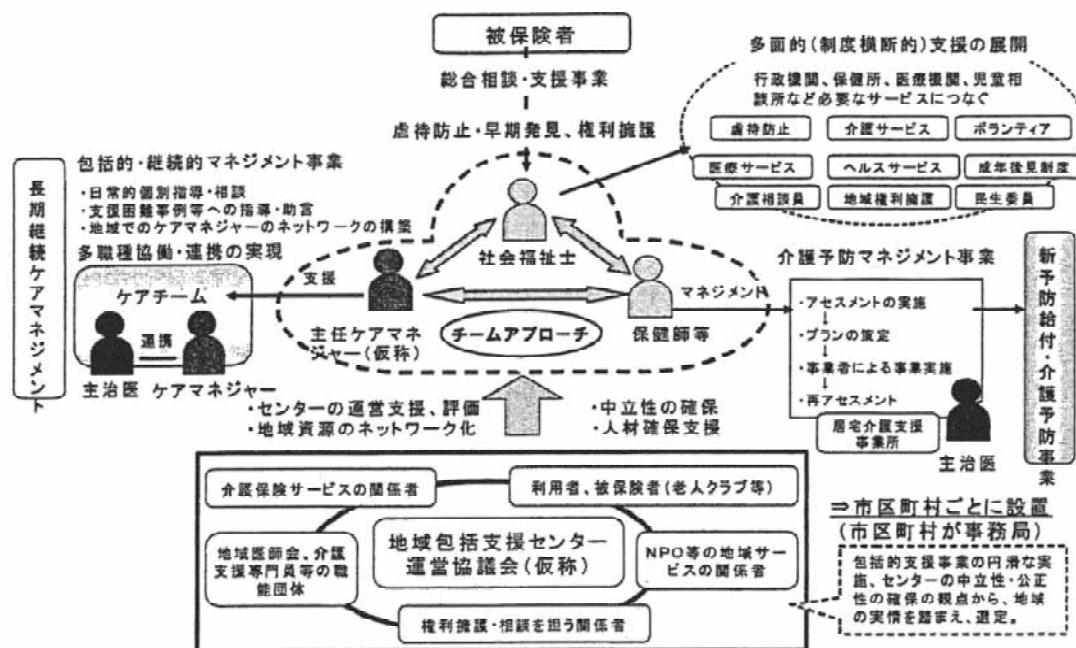 被保険者
総合相談・支援事業
虐待防止・早期発見、権利擁護
多面的(制度横断的)支援の展開
行政機関、保健所、医療機関、児童相
談所など必要なサービスにつなぐ
虐待防止
介護サービス
ボランティア
医療サービス
ヘルスサービス
成年後見制度
介護相談員
地域権利擁護
民生委員
長期継続ケアマネジメント
包括的・継続的マネジメント事業
・日常的個別指導・相談
・支援困難事例等への指導・助言
・地域でのケアマネジャーのネットワークの構築
多職種協働・連携の実現
ケアチーム
連携
主治医
ケアマネジャー
支援
社会福祉士
主任ケアマネ
ジャー(仮称)
チームアプローチ
保健師等
マネジメント
介護予防マネジメント事業
・アセスメントの実施
↓
・プランの策定
↓
・事業者による事業実施
↓
・再アセスメント
居宅介護支援
事業所
主治医
新予防給付・介護予防事業
・センターの運営支援、評価
・地域資源のネットワーク化
・中立性の確保
・人材確保支援
介護保険サービスの関係者
利用者、被保険者(老人クラブ等)
地域医師会、介護
支援専門員等の職
能団体
地域包括支援センター
運営協議会(仮称)
NPO等の地域サー
ビスの関係者
権利擁護・相談を担う関係者
⇒市区町村ごとに設置
(市区町村が事務局)
包括的支援事業の円滑な実
施、センターの中立性・公正
性の確保の観点から、地域
の実情を踏まえ、選定。